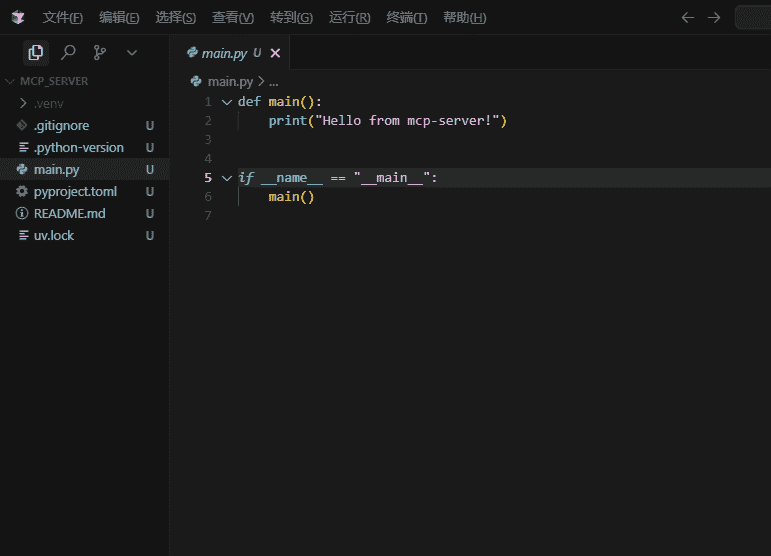 文件(F) 编辑(E) 选择(S) 查看(V) 转到(G) 运行(R) 终端(T) 帮助(H)
main.py U
MCP_SERVER
.venv
.gitignore U
.python-version U
main.py U
pyproject.toml U
README.md U
uv.lock U
main.py > ...
1 def main():
2 print("Hello from mcp-server!")
3
4
5 if __name__ == "__main__":
6 main()
7